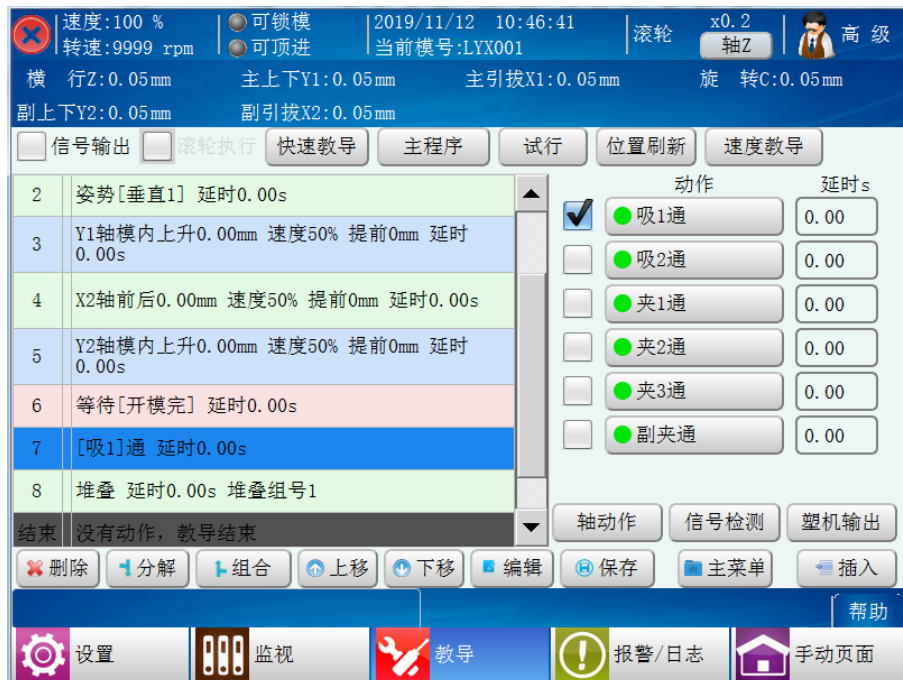 速度:100 % 可锁模 2019/11/12 10:46:41 滚轮 x0.2 高 级
转速:9999 rpm 可顶进 当前模号:LYX001 轴Z
横 行Z:0.05mm 主上下Y1:0.05mm 主引拔X1:0.05mm 旋 转C:0.05mm
副上下Y2:0.05mm 副引拔X2:0.05mm
信号输出 滚轮执行 快速教导 主程序 试行 位置刷新 速度教导
动作 延时s
2 姿势[垂直1] 延时0.00s
吸1通 0.00
3 Y1轴模内上升0.00mm 速度50% 提前0mm 延时
0.00s
吸2通 0.00
4 X2轴前后0.00mm 速度50% 提前0mm 延时0.00s
夹1通 0.00
5 Y2轴模内上升0.00mm 速度50% 提前0mm 延时
0.00s
夹2通 0.00
6 等待[开模完] 延时0.00s
夹3通 0.00
7 [吸1]通 延时0.00s
副夹通 0.00
8 堆叠 延时0.00s 堆叠组号1
结束 没有动作，教导结束
轴动作 信号检测 塑机输出
删除 分解 组合 上移 下移 编辑 保存 主菜单 插入
帮助
设置 监视 教导 报警/日志 手动页面